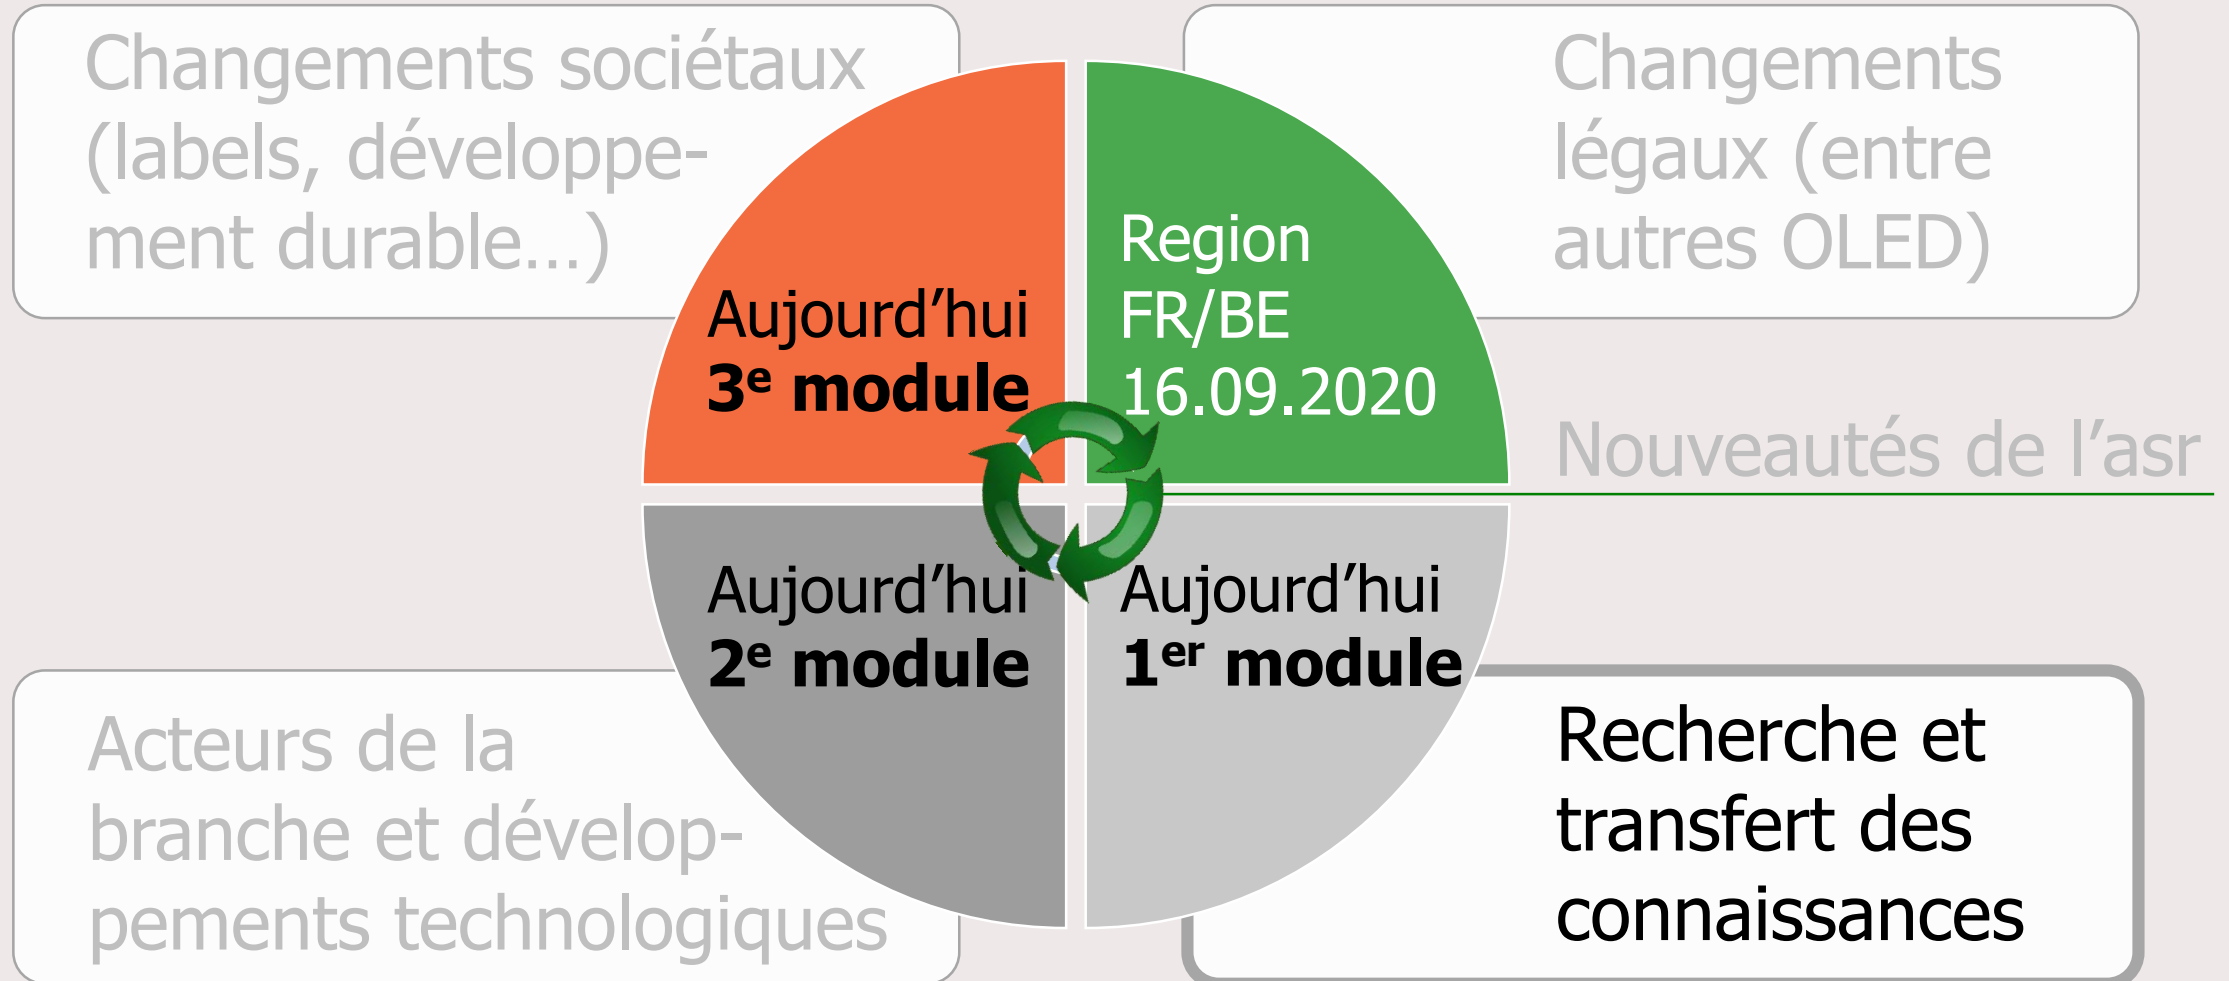 Changements sociétaux
(labels, développe-
ment durable…)
Changements
légaux (entre
autres OLED)
Aujourd’hui
3e module
Region
FR/BE
16.09.2020
Nouveautés de l’asr
Aujourd’hui
2e module
Aujourd’hui
1er module
Acteurs de la
branche et dévelop-
pements technologiques
Recherche et
transfert des
connaissances